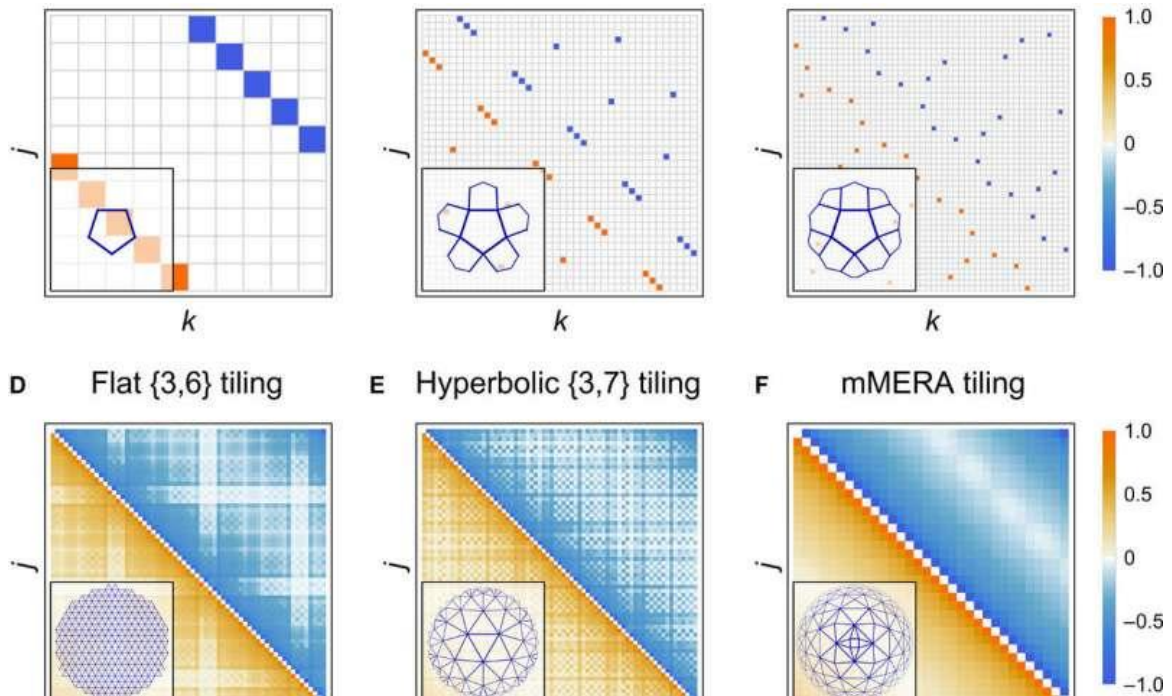 1.0
0.5
0
–0.5
–1.0
j
j
j
k
k
k
D Flat {3,6} tiling
E Hyperbolic {3,7} tiling
F mMERA tiling
1.0
0.5
0
–0.5
–1.0
j
j
j